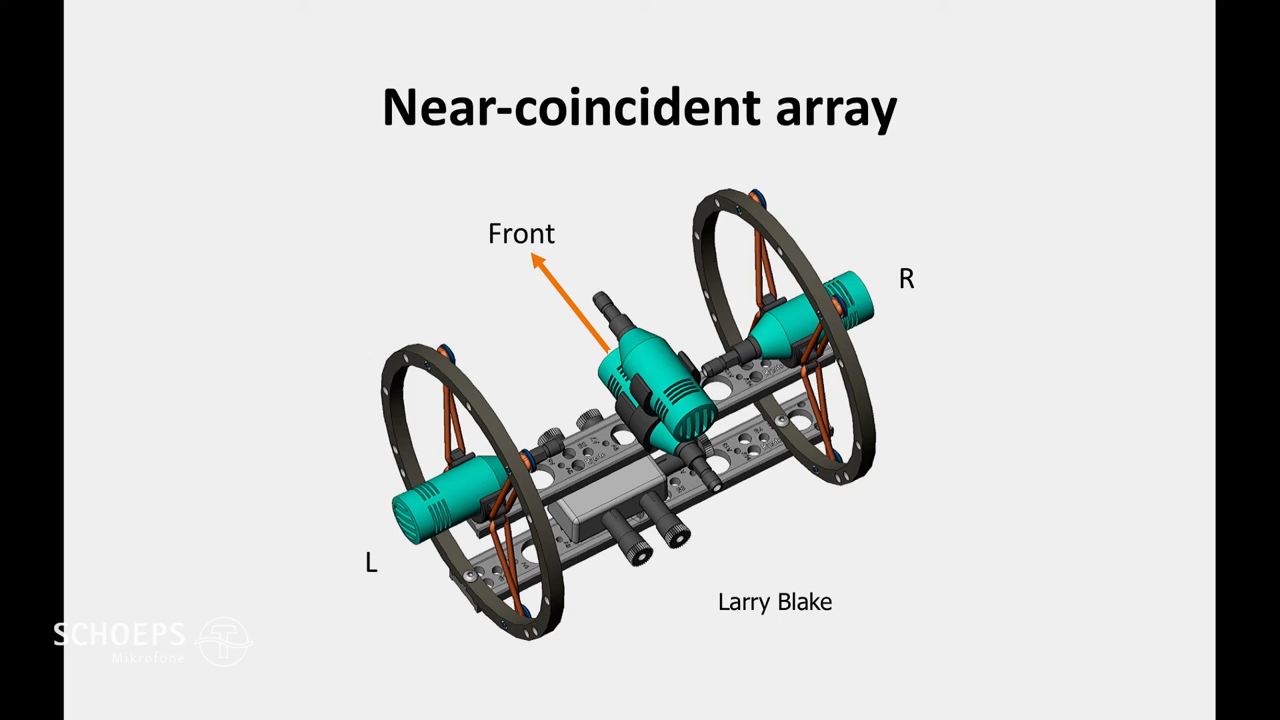 Near-coincident array
Front
R
L
Larry Blake
SCHOEPS
Mikrofone